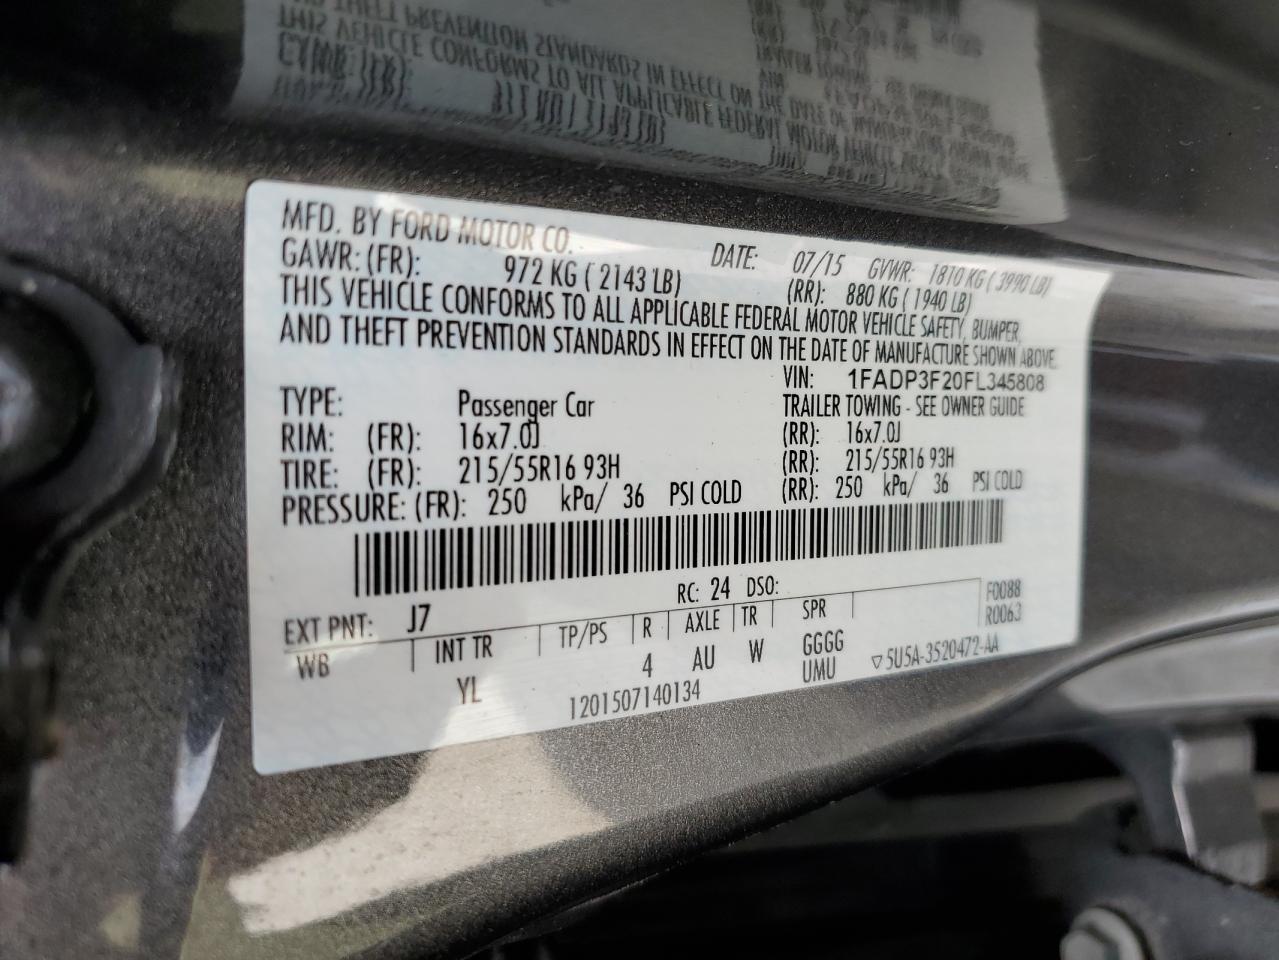 MFD. BY FORD MOTOR CO.
DATE: 07/15 GVWR: 1810 KG ( 3990 LB)
GAWR: (FR): 972 KG ( 2143 LB) (RR): 880 KG ( 1940 LB)
THIS VEHICLE CONFORMS TO ALL APPLICABLE FEDERAL MOTOR VEHICLE SAFETY, BUMPER,
AND THEFT PREVENTION STANDARDS IN EFFECT ON THE DATE OF MANUFACTURE SHOWN ABOVE.
VIN: 1FADP3F20FL345808
TYPE: Passenger Car TRAILER TOWING - SEE OWNER GUIDE
RIM: (FR): 16x7.0J (RR): 16x7.0J
TIRE: (FR): 215/55R16 93H (RR): 215/55R16 93H
PRESSURE: (FR): 250 kPa/ 36 PSI COLD (RR): 250 kPa/ 36 PSI COLD
EXT PNT: J7 RC: 24 DSO: F0088
R0063
WB INT TR TP/PS R AXLE TR SPR
YL 4 AU W GGGG
UMU
1201507140134
▽5U5A-3520472-AA